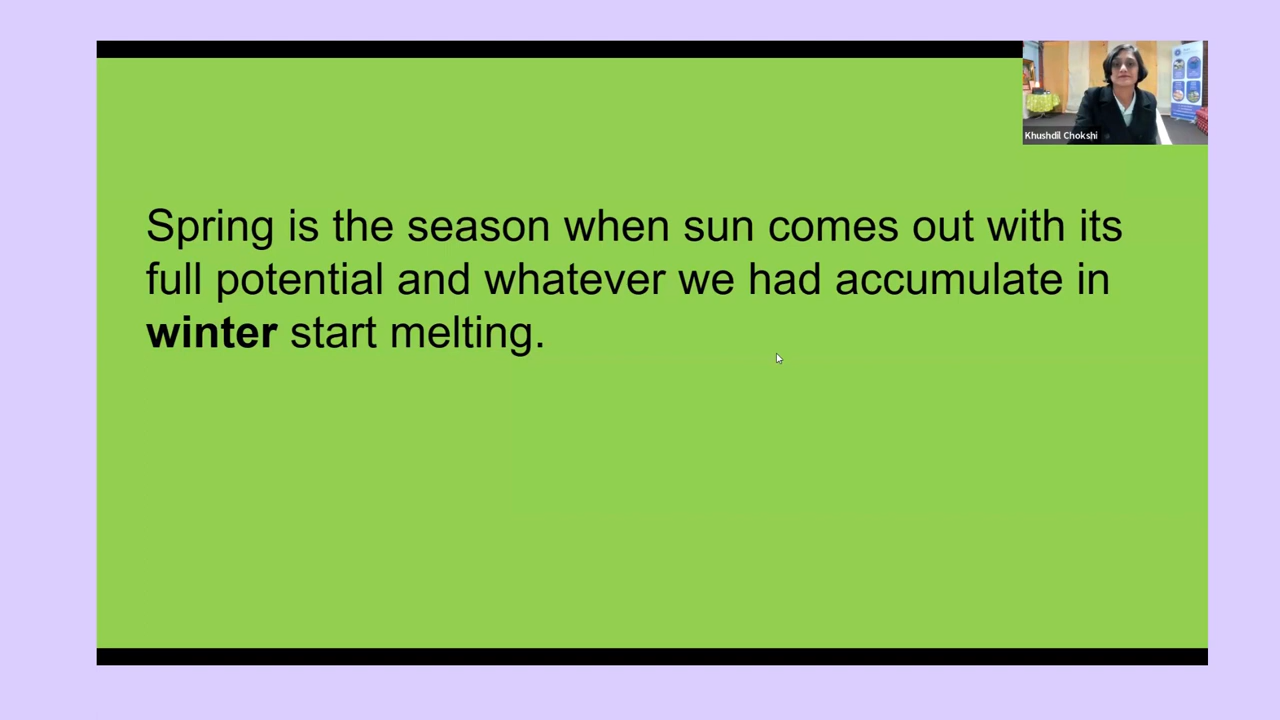 Khushdil Chokshi
Spring is the season when sun comes out with its
full potential and whatever we had accumulate in
winter start melting.